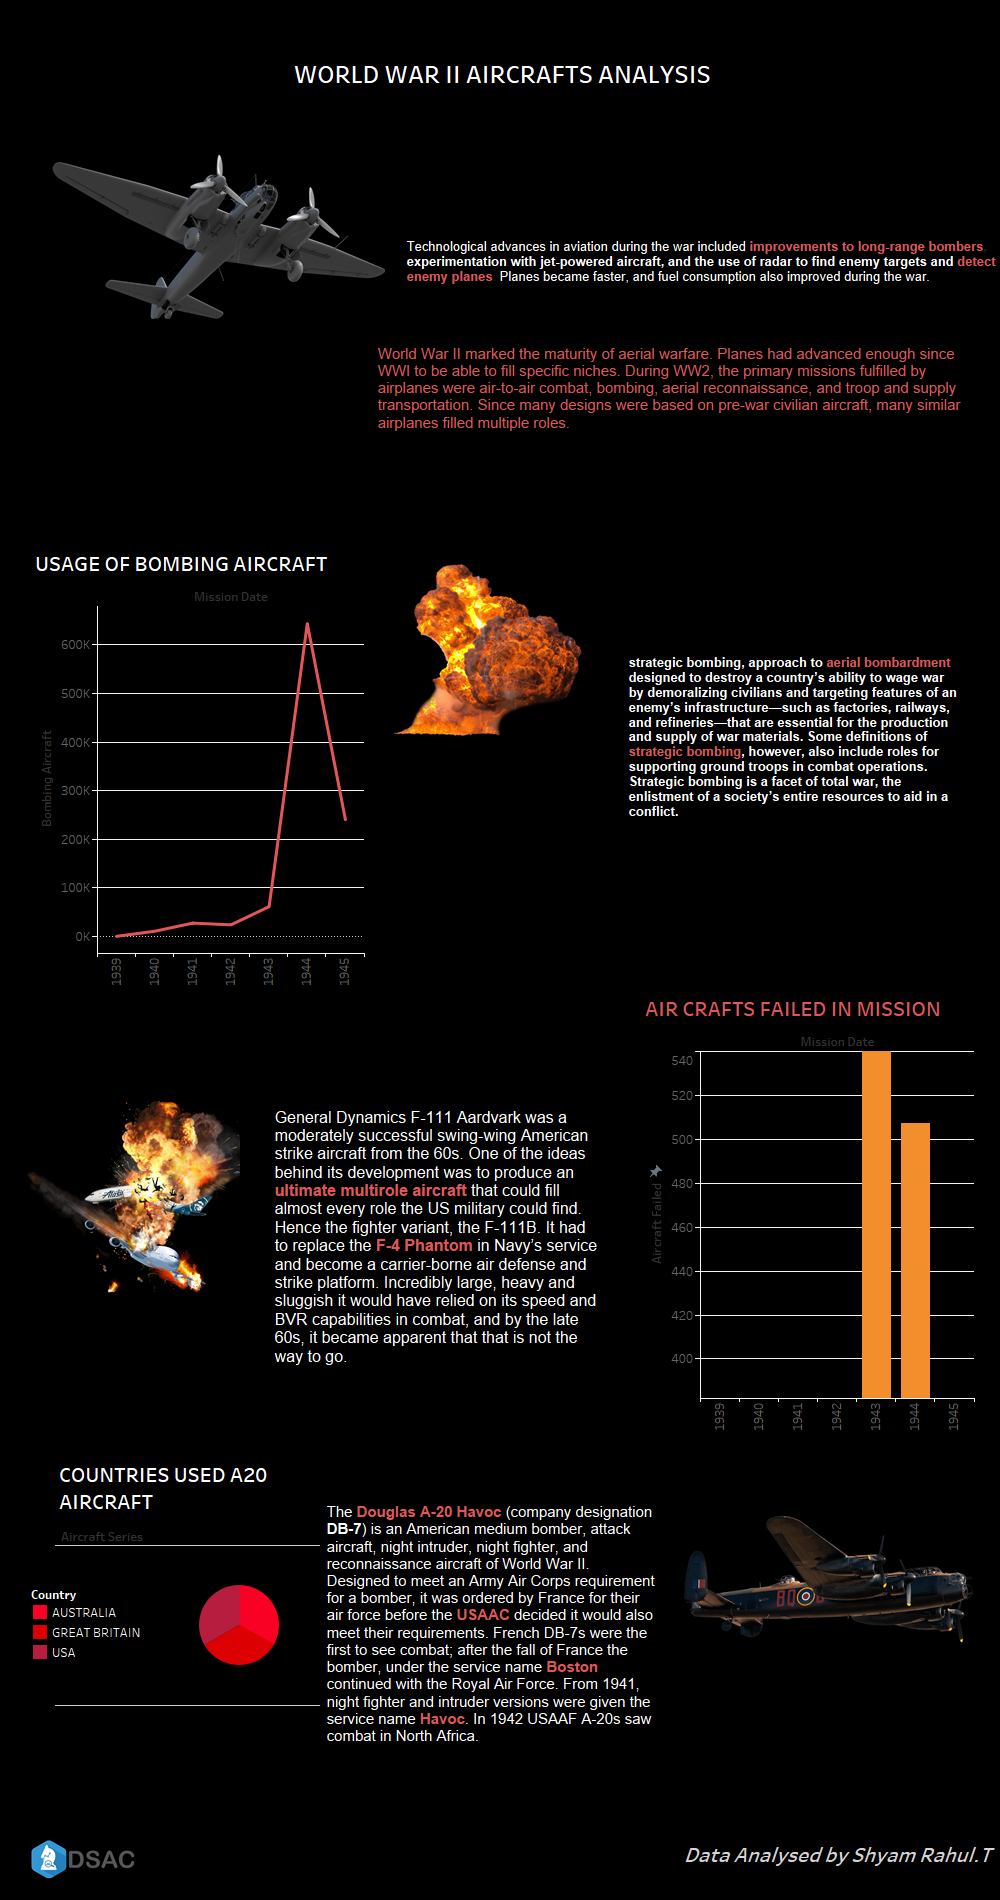 WORLD WAR II AIRCRAFTS ANALYSIS
Technological advances in aviation during the war included improvements to long-range bombers,
experimentation with jet-powered aircraft, and the use of radar to find enemy targets and detect
enemy planes Planes became faster, and fuel consumption also improved during the war.
World War II marked the maturity of aerial warfare. Planes had advanced enough since
WWI to be able to fill specific niches. During WW2, the primary missions fulfilled by
airplanes were air-to-air combat, bombing, aerial reconnaissance, and troop and supply
transportation. Since many designs were based on pre-war civilian aircraft, many similar
airplanes filled multiple roles.
USAGE OF BOMBING AIRCRAFT
Mission Date
Bombing Aircraft
600K
500K
400K
300K
200K
100K
0K
1939
1940
1941
1942
1943
1944
1945
strategic bombing, approach to aerial bombardment
designed to destroy a country's ability to wage war
by demoralizing civilians and targeting features of an
enemy's infrastructure—such as factories, railways,
and refineries—that are essential for the production
and supply of war materials. Some definitions of
strategic bombing, however, also include roles for
supporting ground troops in combat operations.
Strategic bombing is a facet of total war, the
enlistment of a society's entire resources to aid in a
conflict.
AIR CRAFTS FAILED IN MISSION
Mission Date
Aircraft Failed
540
520
500
480
460
440
420
400
1939
1940
1941
1942
1943
1944
1945
Alaska
General Dynamics F-111 Aardvark was a
moderately successful swing-wing American
strike aircraft from the 60s. One of the ideas
behind its development was to produce an
ultimate multirole aircraft that could fill
almost every role the US military could find.
Hence the fighter variant, the F-111B. It had
to replace the F-4 Phantom in Navy's service
and become a carrier-borne air defense and
strike platform. Incredibly large, heavy and
sluggish it would have relied on its speed and
BVR capabilities in combat, and by the late
60s, it became apparent that that is not the
way to go.
COUNTRIES USED A20
AIRCRAFT
Aircraft Series
Country
AUSTRALIA
GREAT BRITAIN
USA
The Douglas A-20 Havoc (company designation
DB-7) is an American medium bomber, attack
aircraft, night intruder, night fighter, and
reconnaissance aircraft of World War II.
Designed to meet an Army Air Corps requirement
for a bomber, it was ordered by France for their
air force before the USAAC decided it would also
meet their requirements. French DB-7s were the
first to see combat; after the fall of France the
bomber, under the service name Boston
continued with the Royal Air Force. From 1941,
night fighter and intruder versions were given the
service name Havoc. In 1942 USAAF A-20s saw
combat in North Africa.
DSAC
Data Analysed by Shyam Rahul.T